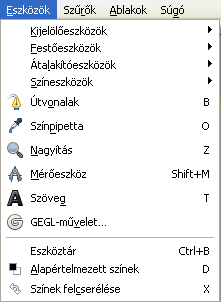 Eszközök Szűrők Ablakok Súgó
Kijelölőeszközök
Festőeszközök
Átalakítóeszközök
Színeszközök
Útvonalak B
Színpipetta O
Nagyítás Z
Mérőeszköz Shift+M
Szöveg T
GEGL-művelet...
Eszköztár Ctrl+B
Alapértelmezett színek D
Színek felcserélése X